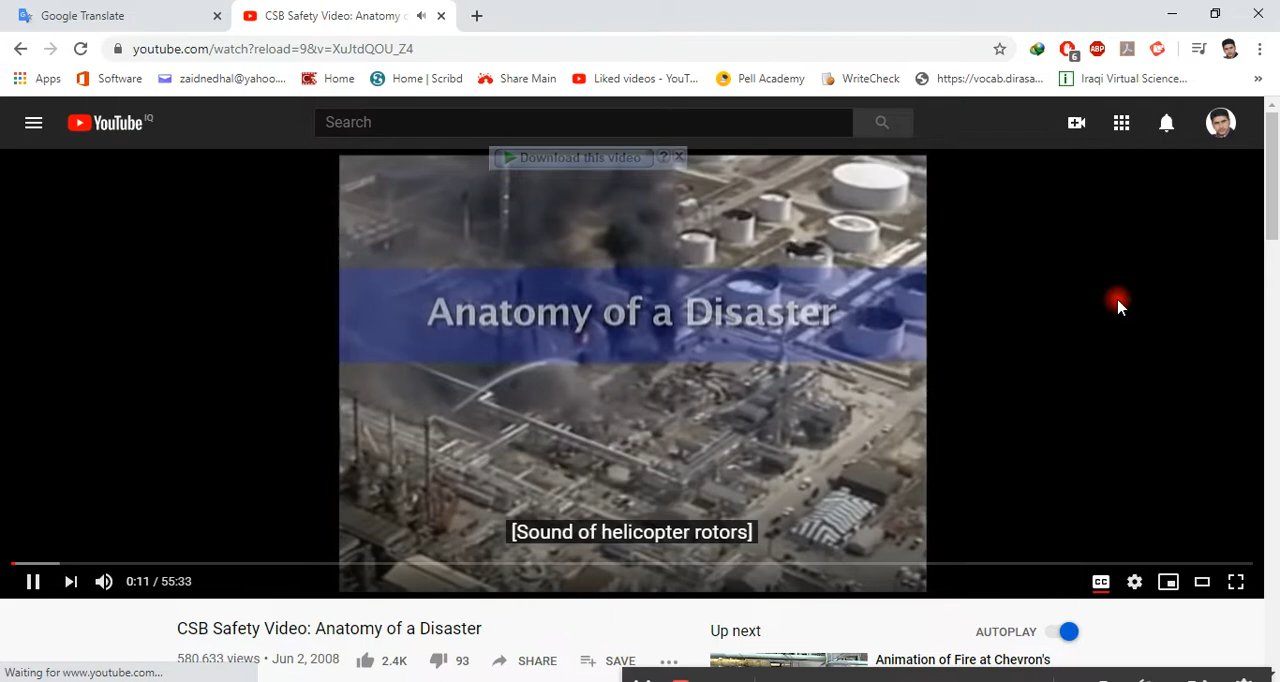 Google Translate
CSB Safety Video: Anatomy
youtube.com/watch?reload=9&v=XuJtdQOU_Z4
6
ABP
Apps Software zaidnedhal@yahoo.... Home Home | Scribd Share Main Liked videos - YouT... Pell Academy WriteCheck https://vocab.dirasa... Iraqi Virtual Science... »
YouTube IQ
Search
Download this video ? X
Anatomy of a Disaster
[Sound of helicopter rotors]
0:11 / 55:33
CC
CSB Safety Video: Anatomy of a Disaster
Up next
AUTOPLAY
580,633 views • Jun 2, 2008
2.4K
93
SHARE
SAVE
Animation of Fire at Chevron's
Waiting for www.youtube.com...